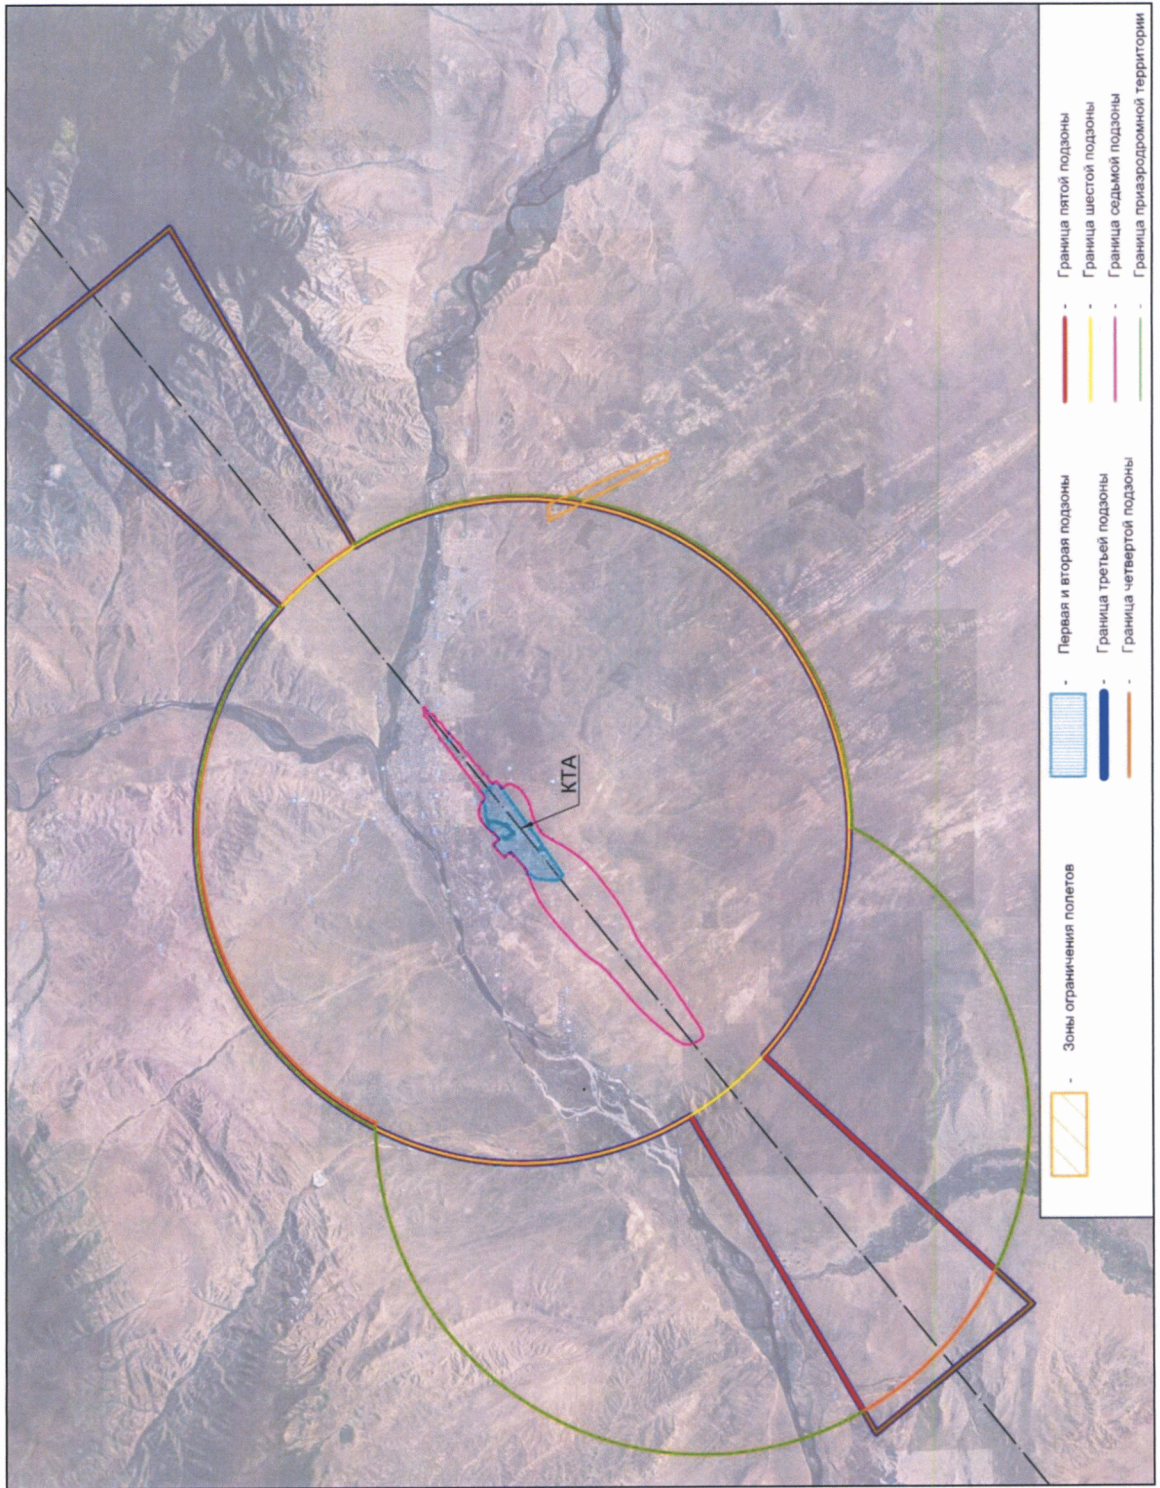 КТА
Зоны ограничения полетов
Первая и вторая подзоны
Граница третьей подзоны
Граница четвертой подзоны
Граница пятой подзоны
Граница шестой подзоны
Граница седьмой подзоны
Граница приаэродромной территории